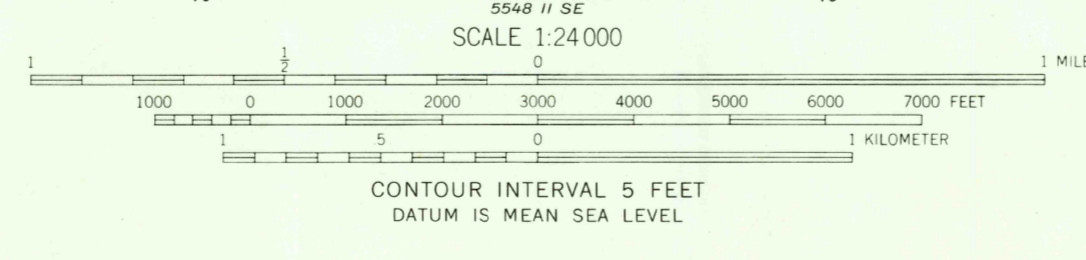 5548 II SE
SCALE 1:24 000
1 1/2 0 1 MILE
1000 0 1000 2000 3000 4000 5000 6000 7000 FEET
1 .5 0 1 KILOMETER
CONTOUR INTERVAL 5 FEET
DATUM IS MEAN SEA LEVEL